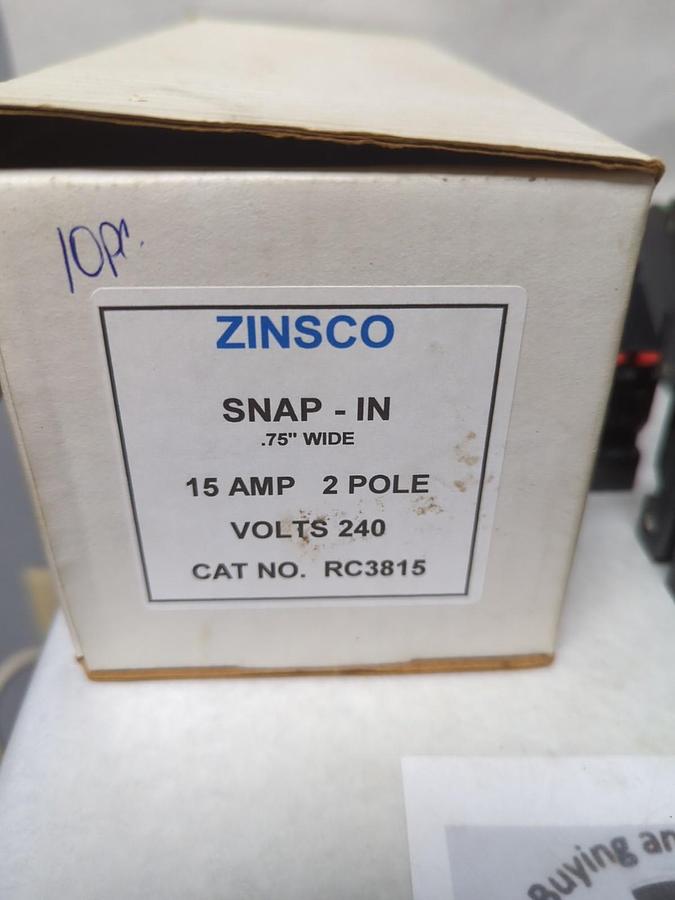 10pr.
ZINSCO
SNAP - IN
.75" WIDE
15 AMP 2 POLE
VOLTS 240
CAT NO. RC3815
Buying an